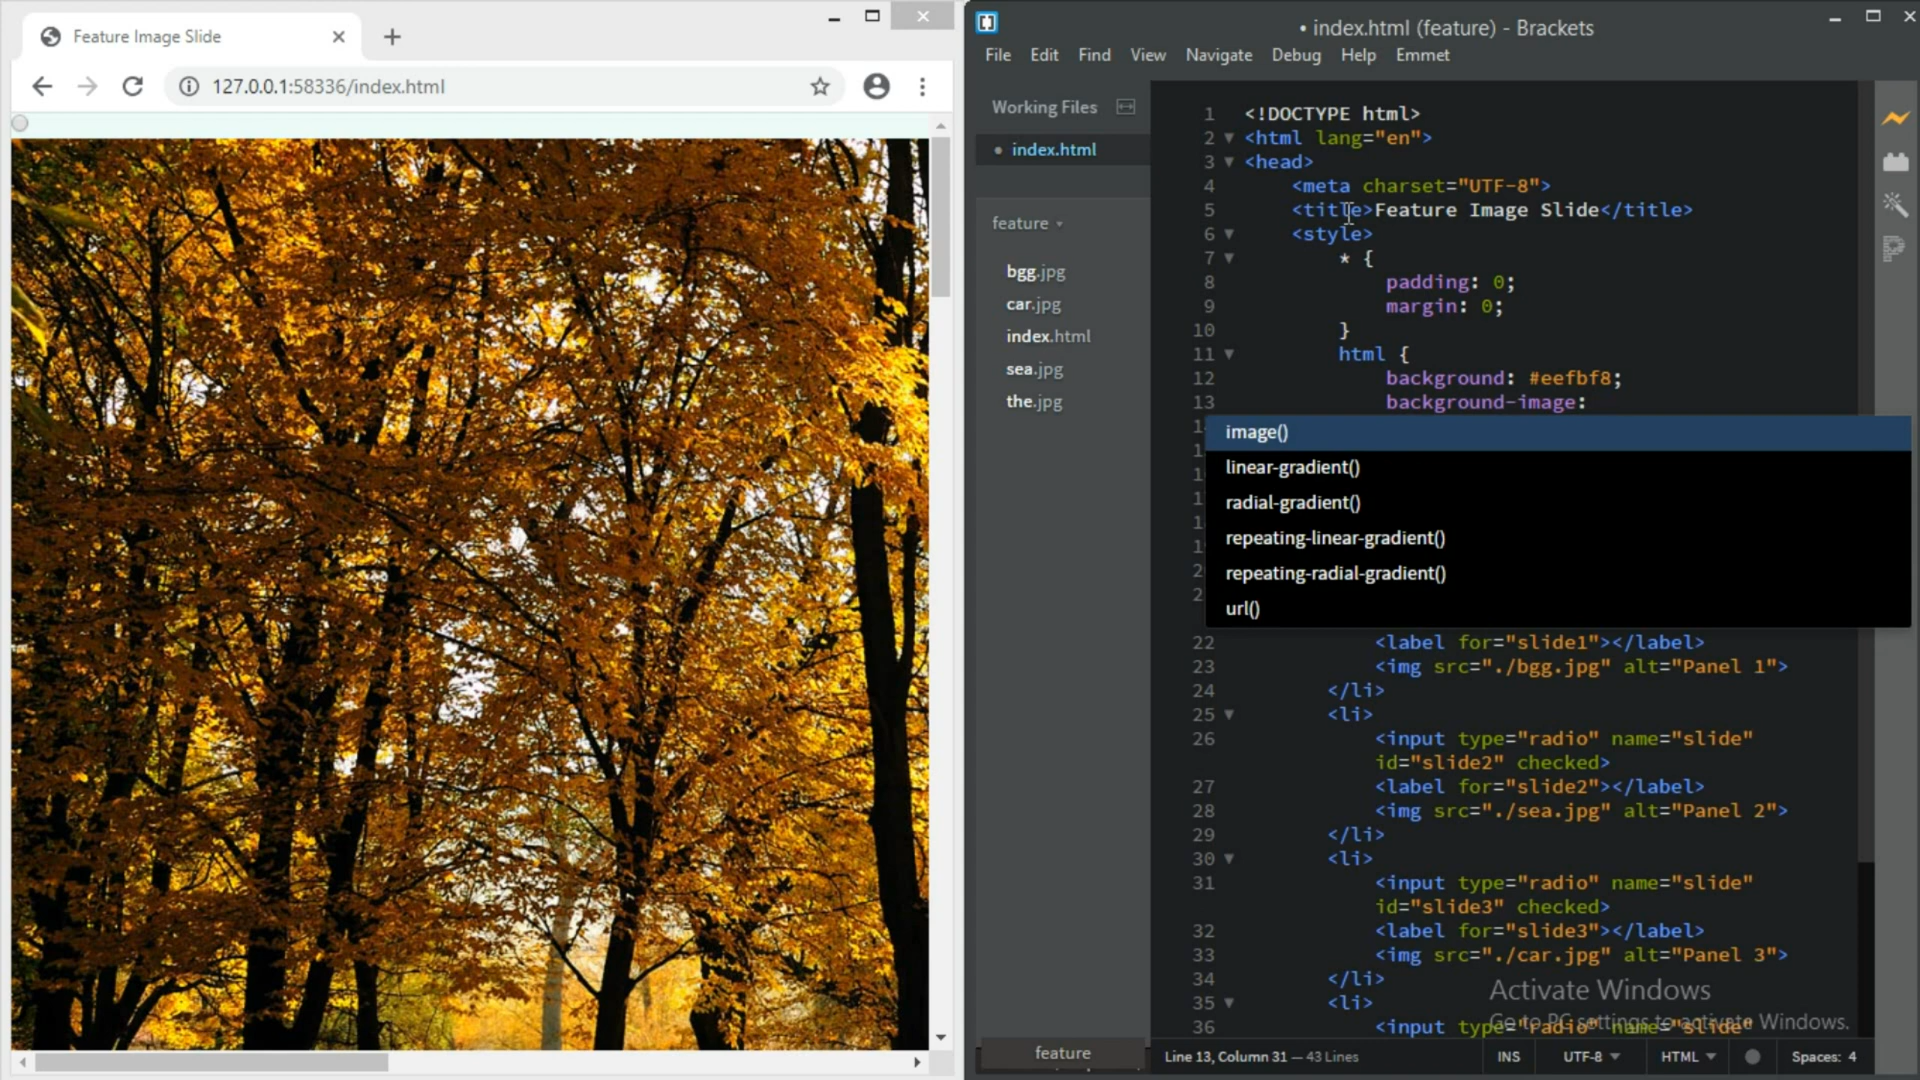 Feature Image Slide
127.0.0.1:58336/index.html
• index.html (feature) - Brackets
File Edit Find View Navigate Debug Help Emmet
Working Files
• index.html
feature
bgg.jpg
car.jpg
index.html
sea.jpg
the.jpg
1 <!DOCTYPE html>
2 <html lang="en">
3 <head>
4 <meta charset="UTF-8">
5 <title>Feature Image Slide</title>
6 <style>
7 * {
8 padding: 0;
9 margin: 0;
10 }
11 html {
12 background: #eefbf8;
13 background-image:
image()
linear-gradient()
radial-gradient()
repeating-linear-gradient()
repeating-radial-gradient()
url()
22 <label for="slide1"></label>
23 <img src="./bgg.jpg" alt="Panel 1">
24 </li>
25 <li>
26 <input type="radio" name="slide"
id="slide2" checked>
27 <label for="slide2"></label>
28 <img src="./sea.jpg" alt="Panel 2">
29 </li>
30 <li>
31 <input type="radio" name="slide"
id="slide3" checked>
32 <label for="slide3"></label>
33 <img src="./car.jpg" alt="Panel 3">
34 </li>
35 <li>
36 <input type="radio" name="slide"
Activate Windows
Go to PC settings to activate Windows.
feature
Line 13, Column 31 — 43 Lines
INS UTF-8 HTML Spaces: 4